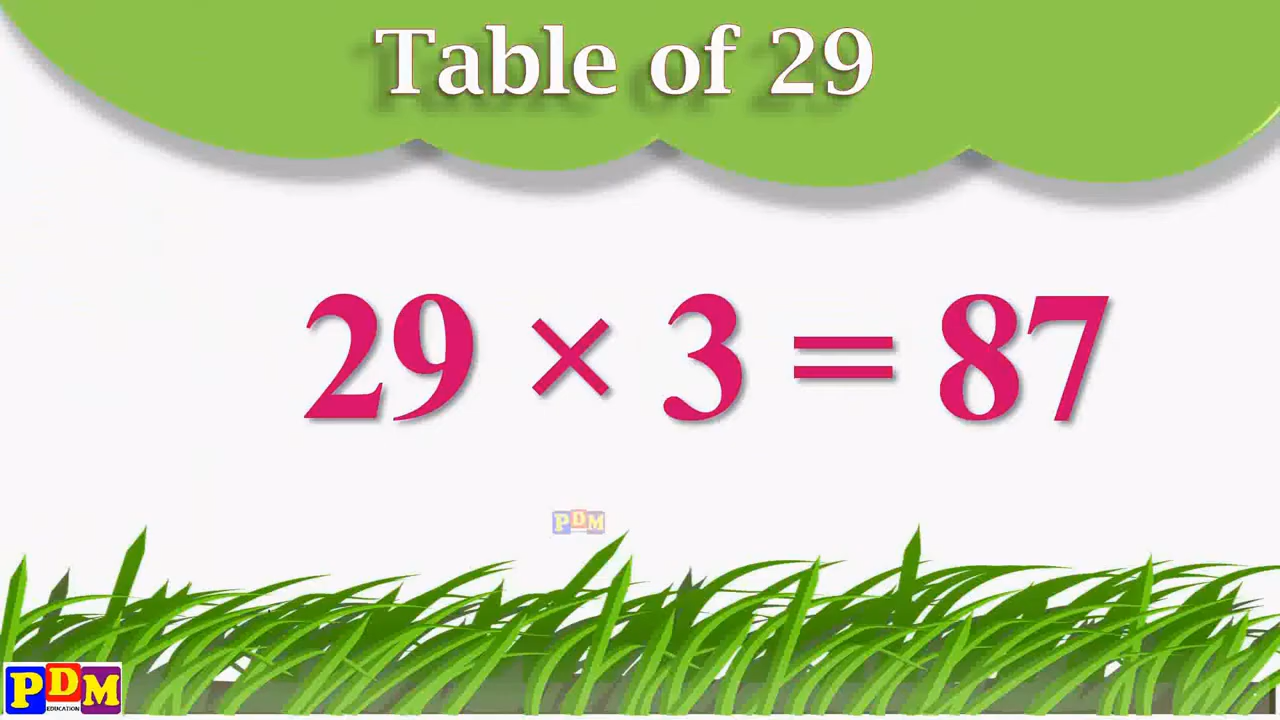 Table of 29
29 × 3 = 87
PDM
PDM
EDUCATION